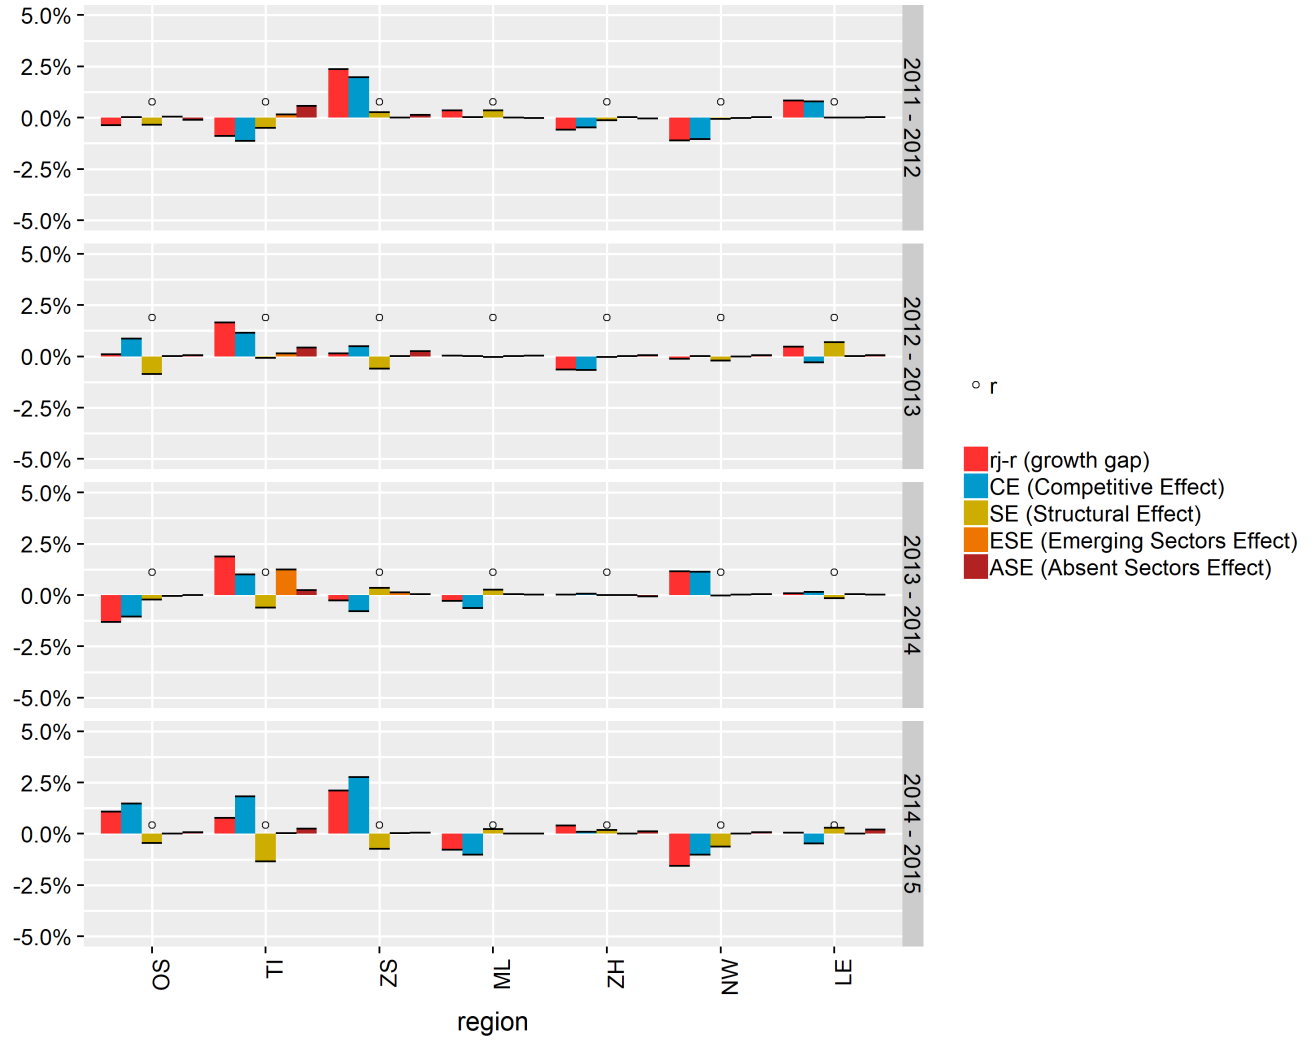 5.0%
2.5%
0.0%
-2.5%
-5.0%
2011 - 2012
5.0%
2.5%
0.0%
-2.5%
-5.0%
2012 - 2013
5.0%
2.5%
0.0%
-2.5%
-5.0%
2013 - 2014
5.0%
2.5%
0.0%
-2.5%
-5.0%
2014 - 2015
OS
TI
ZS
ML
ZH
NW
LE
region
r
rj-r (growth gap)
CE (Competitive Effect)
SE (Structural Effect)
ESE (Emerging Sectors Effect)
ASE (Absent Sectors Effect)